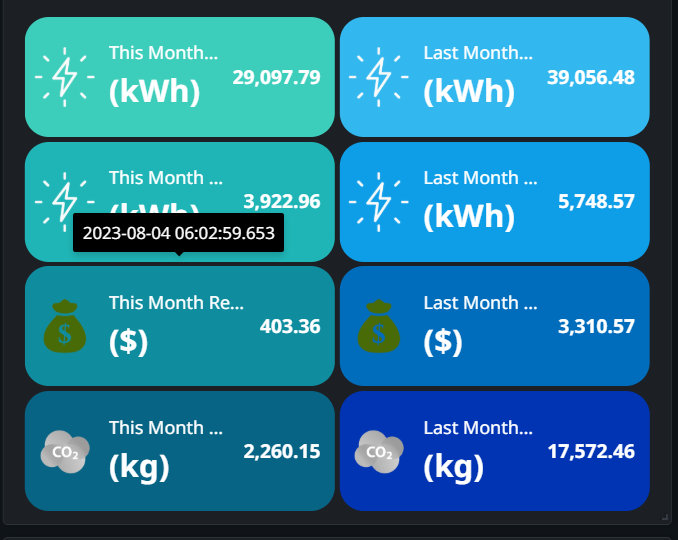 This Month...
(kWh)
29,097.79
Last Month...
(kWh)
39,056.48
This Month ...
(kWh)
3,922.96
Last Month ...
(kWh)
5,748.57
2023-08-04 06:02:59.653
This Month Re...
($)
403.36
$
Last Month ...
($)
3,310.57
$
This Month ...
(kg)
2,260.15
CO₂
Last Month...
(kg)
17,572.46
CO₂